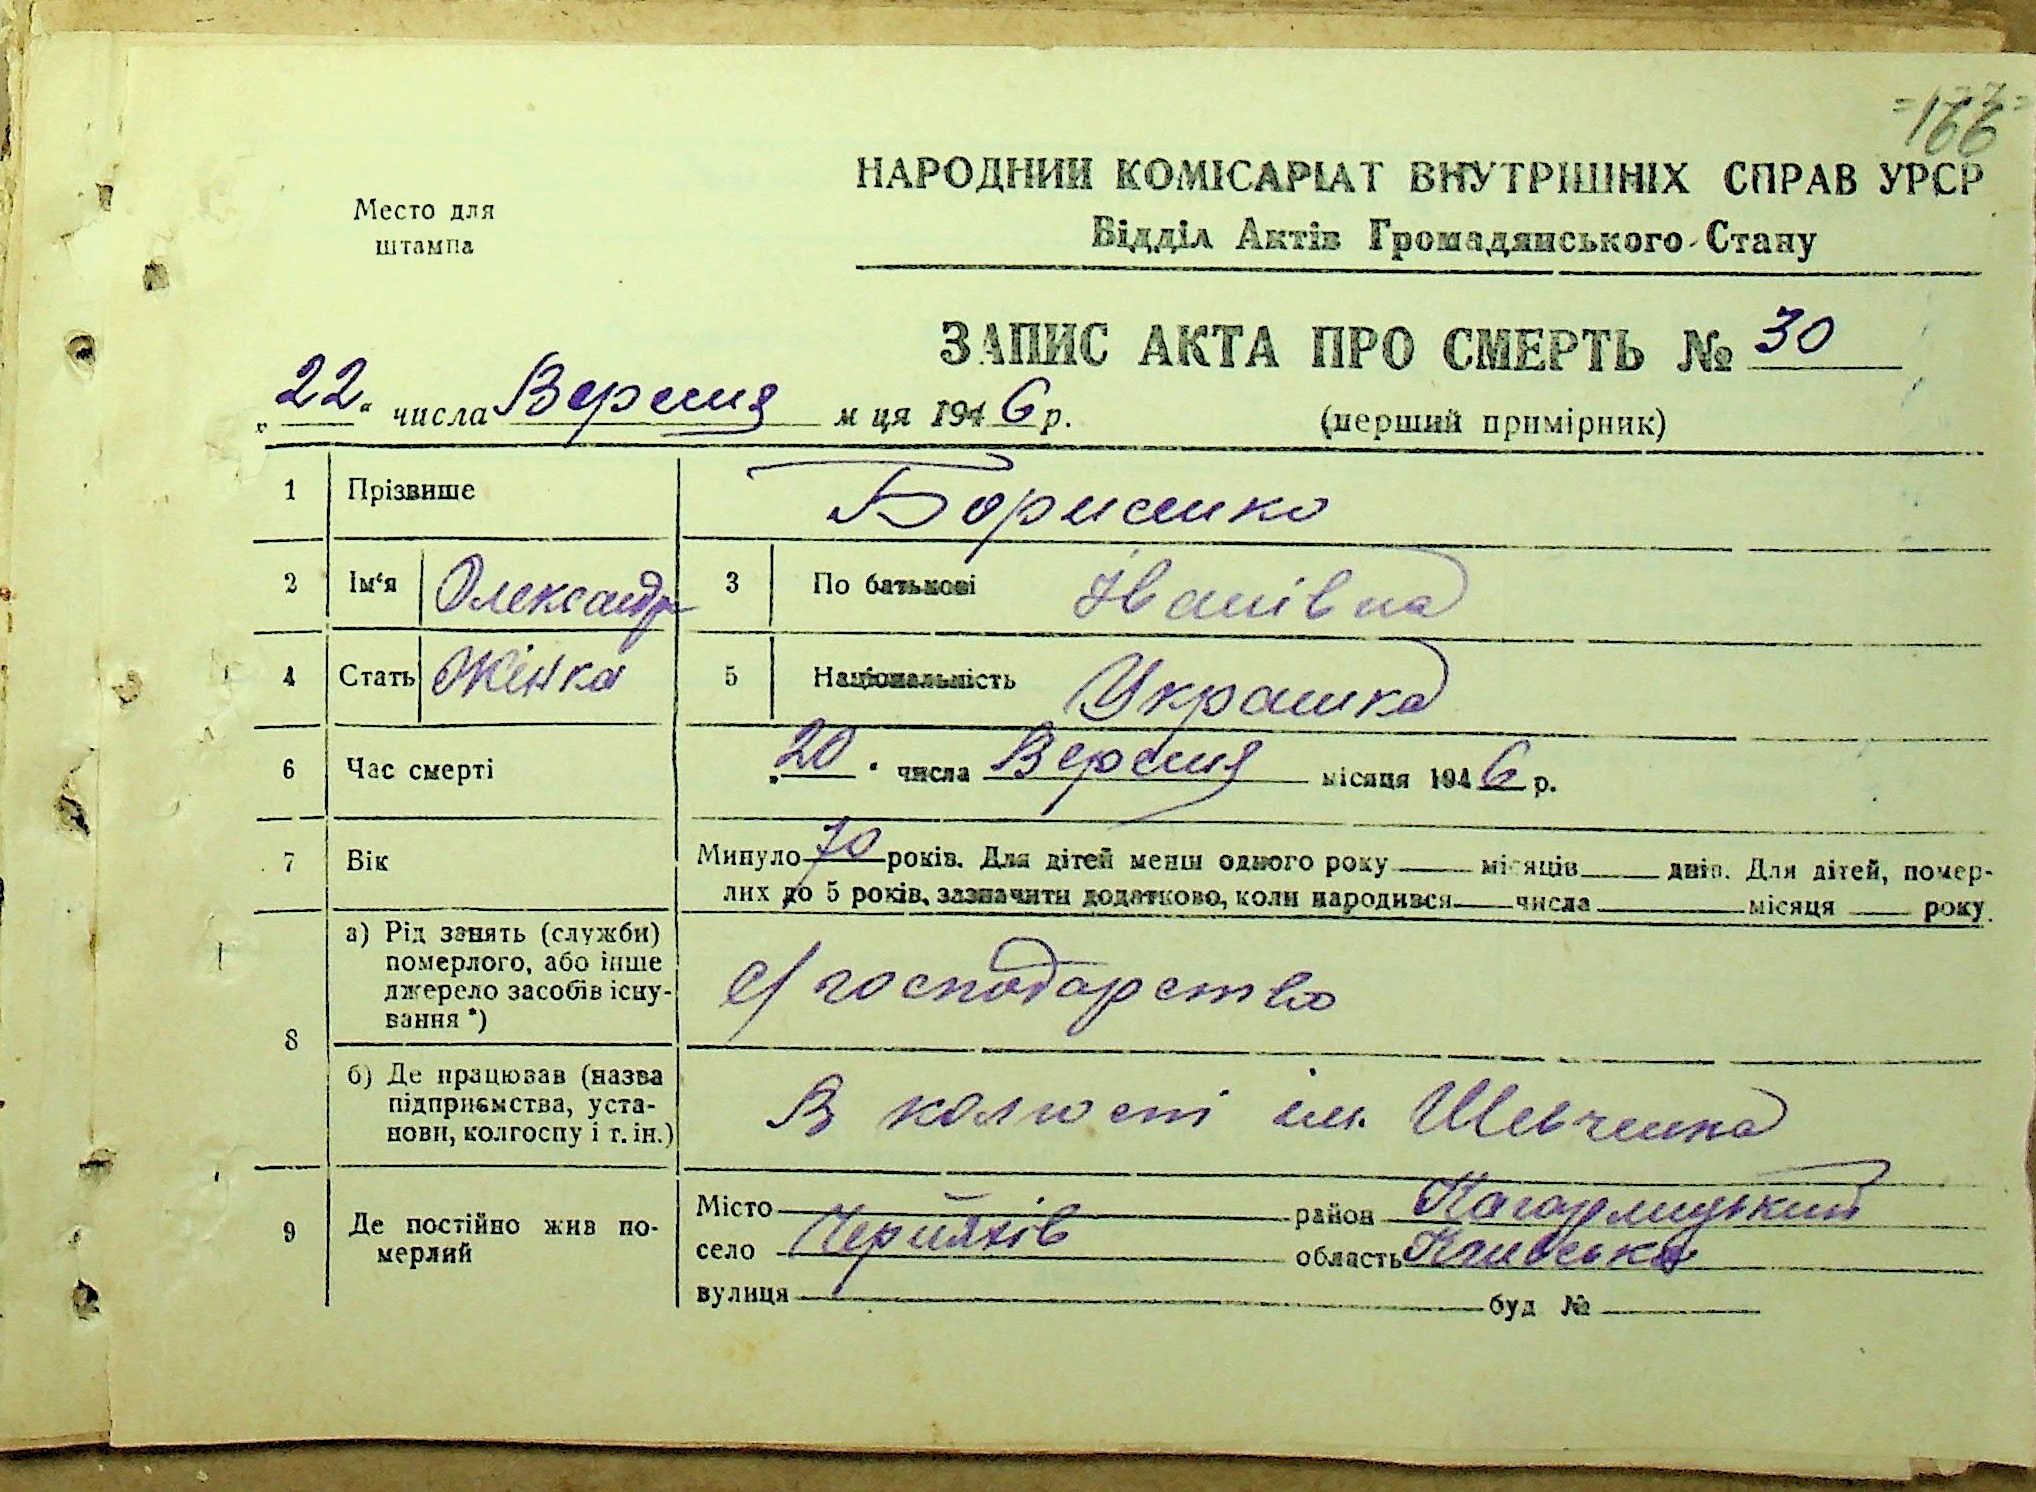 166
НАРОДНИЙ КОМІСАРІАТ ВНУТРІШНІХ СПРАВ УРСР
Место для
штампа
Відділ Актів Громадянського Стану
ЗАПИС АКТА ПРО СМЕРТЬ № 30
„22“ числа Вересня м ця 1946 р.
(перший примірник)
1 Прізвише Борисенко
2 Ім‘я Олександра 3 По батькові Іванівна
4 Стать Жінка 5 Національність Украінка
6 Час смерті „20“ числа Вересня місяця 1946 р.
7 Вік Минуло 70 років. Для дітей менш одного року місяців днів. Для дітей, помер-
лих до 5 років, зазначити додатково, коли народився числа місяця року.
8 а) Рід занять (служби)
померлого, або інше
джерело засобів існу-
вання *)
с/господарство
б) Де працював (назва
підприємства, уста-
нови, колгоспу і т. ін.)
В колгоспі ім. Шевченка
9 Де постійно жив по-
мерлий
Місто район Кагарлицький
село Черняхів область Київська
вулиця буд №